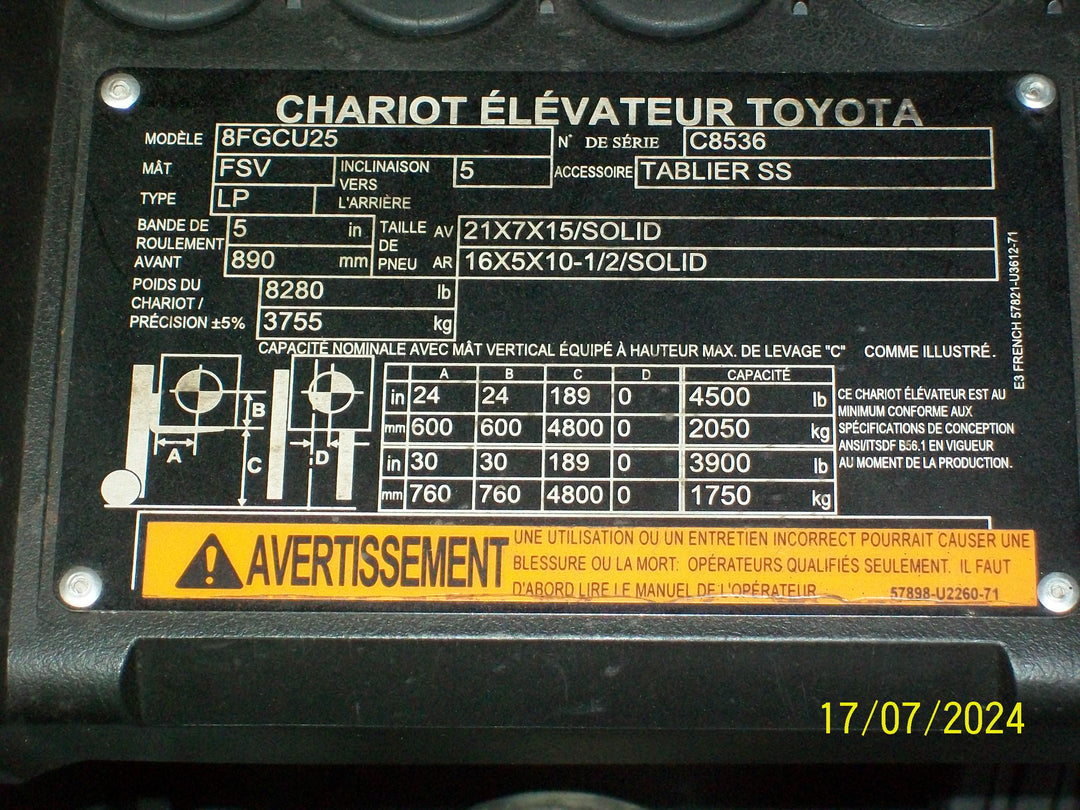 CHARIOT ÉLÉVATEUR TOYOTA
MODÈLE 8FGCU25 N° DE SÉRIE C8536
MÂT FSV INCLINAISON VERS L'ARRIÈRE 5 ACCESSOIRE TABLIER SS
TYPE LP
BANDE DE ROULEMENT AVANT 5 in TAILLE DE PNEU AV 21X7X15/SOLID
890 mm AR 16X5X10-1/2/SOLID
POIDS DU CHARIOT / PRÉCISION ±5% 8280 lb
3755 kg
E3 FRENCH 57821-U3612-71
CAPACITÉ NOMINALE AVEC MÂT VERTICAL ÉQUIPÉ À HAUTEUR MAX. DE LEVAGE "C" COMME ILLUSTRÉ.
A B C D
A B C D CAPACITÉ
in 24 24 189 0 4500 lb
mm 600 600 4800 0 2050 kg
in 30 30 189 0 3900 lb
mm 760 760 4800 0 1750 kg
CE CHARIOT ÉLÉVATEUR EST AU
MINIMUM CONFORME AUX
SPÉCIFICATIONS DE CONCEPTION
ANSI/ITSDF B56.1 EN VIGUEUR
AU MOMENT DE LA PRODUCTION.
AVERTISSEMENT
UNE UTILISATION OU UN ENTRETIEN INCORRECT POURRAIT CAUSER UNE
BLESSURE OU LA MORT. OPÉRATEURS QUALIFIÉS SEULEMENT. IL FAUT
D'ABORD LIRE LE MANUEL DE L'OPÉRATEUR
57898-U2260-71
17/07/2024